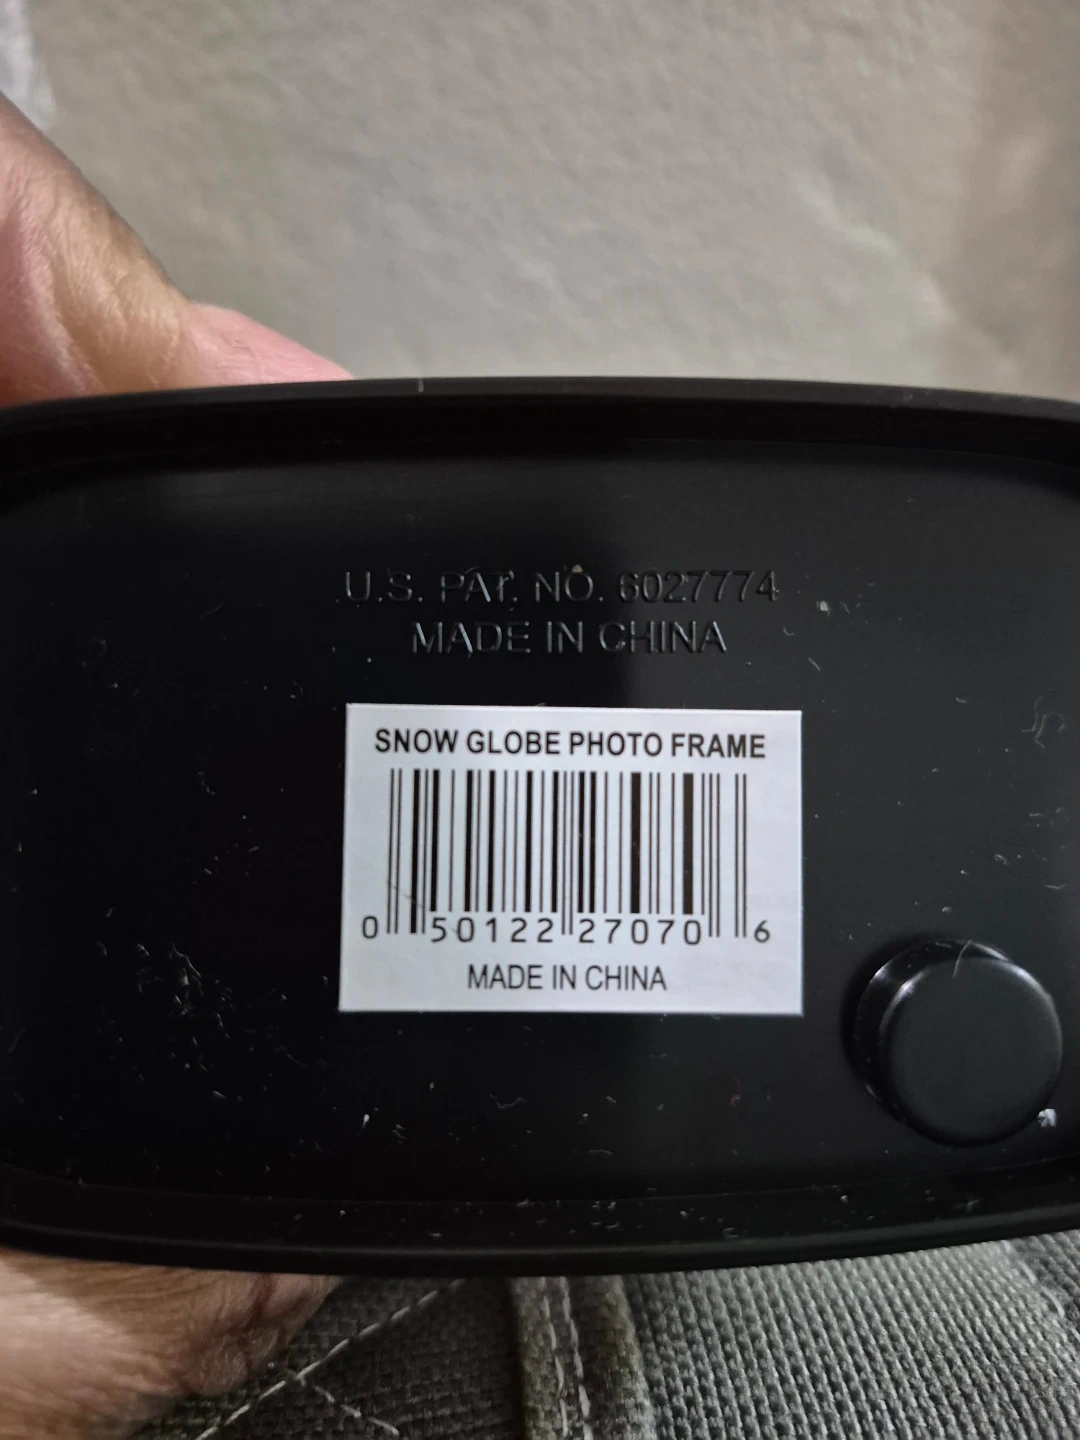 U.S. PAT. NO. 6027774
MADE IN CHINA
SNOW GLOBE PHOTO FRAME
0 50122 27070 6
MADE IN CHINA